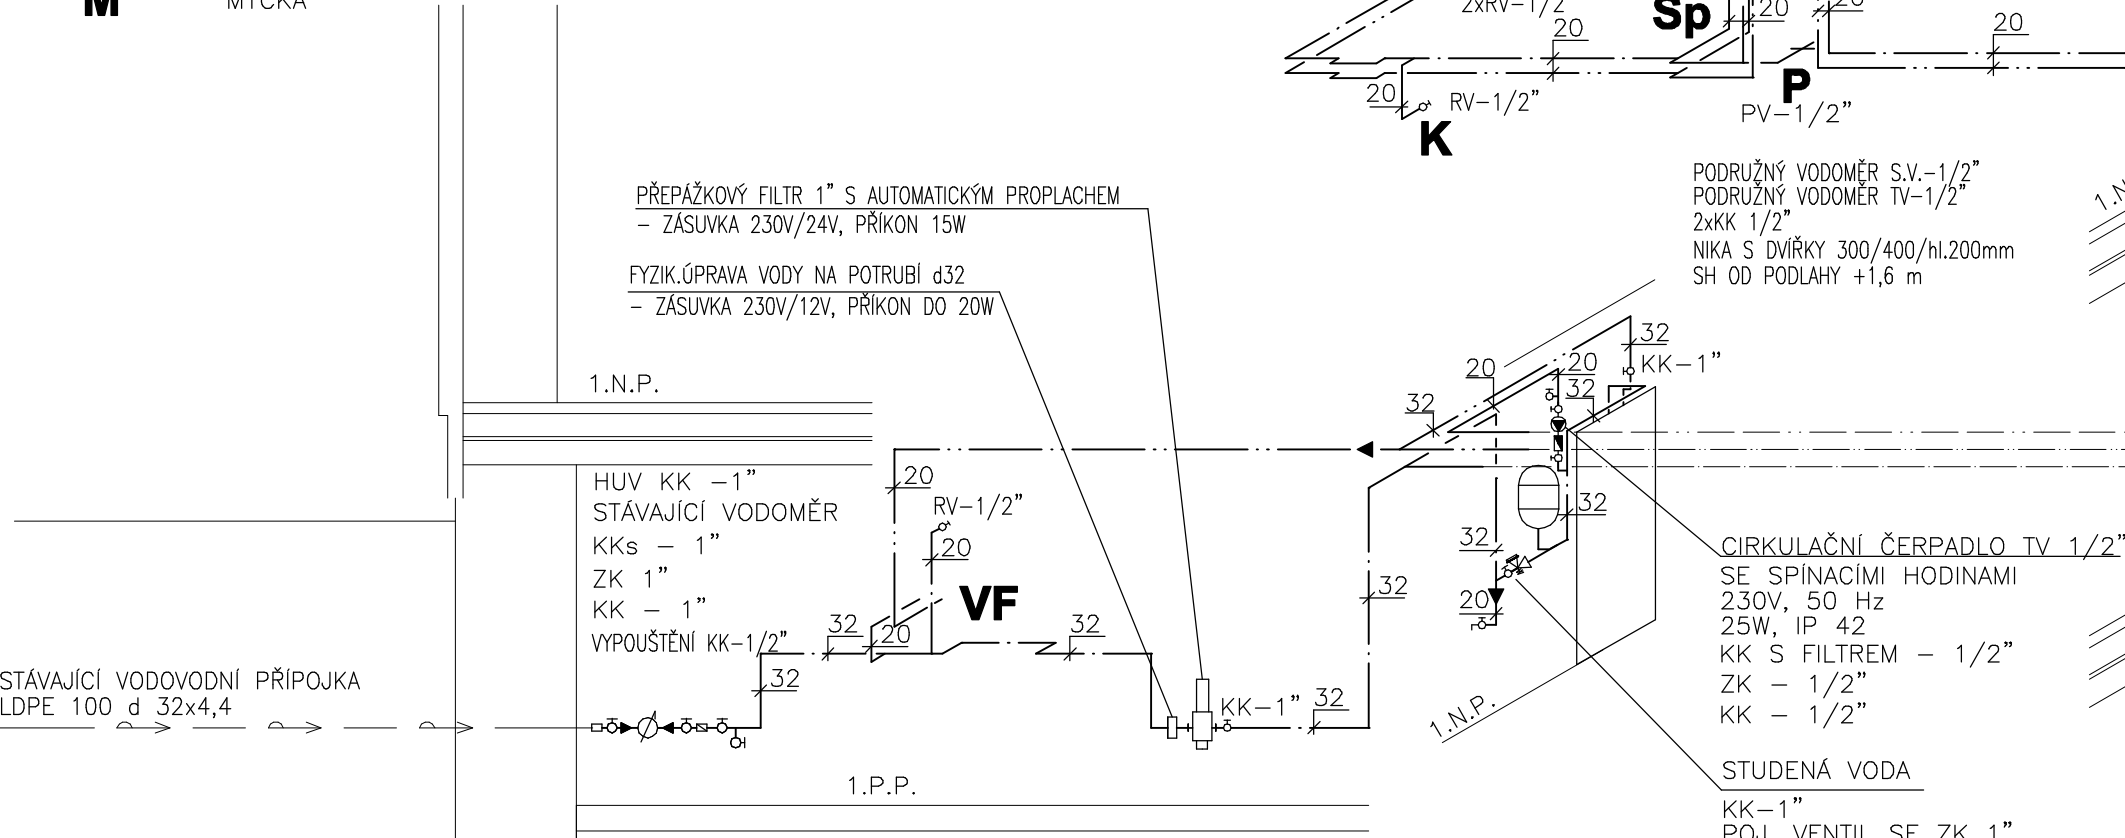 M
MYČKA
2xRV-1/2
Sp
20
20
20
20
20
K
RV-1/2"
P
PV-1/2"
PODRUŽNÝ VODOMĚR S.V.-1/2"
PODRUŽNÝ VODOMĚR TV-1/2"
2xKK 1/2"
NIKA S DVÍŘKY 300/400/hl.200mm
SH OD PODLAHY +1,6 m
PŘEPÁŽKOVÝ FILTR 1" S AUTOMATICKÝM PROPLACHEM
- ZÁSUVKA 230V/24V, PŘÍKON 15W
FYZIK.ÚPRAVA VODY NA POTRUBÍ d32
- ZÁSUVKA 230V/12V, PŘÍKON DO 20W
1.N.P.
HUV KK -1"
STÁVAJÍCÍ VODOMĚR
KKs - 1"
ZK 1"
KK - 1"
VYPOUŠTĚNÍ KK-1/2"
20
RV-1/2"
20
VF
32
20
32
32
STÁVAJÍCÍ VODOVODNÍ PŘÍPOJKA
LDPE 100 d 32x4,4
KK-1"
32
32
32
20
20
32
KK-1"
32
32
32
20
1.N.P.
1.P.P.
CIRKULAČNÍ ČERPADLO TV 1/2"
SE SPÍNACÍMI HODINAMI
230V, 50 Hz
25W, IP 42
KK S FILTREM - 1/2"
ZK - 1/2"
KK - 1/2"
STUDENÁ VODA
KK-1"
POJ. VENTIL SE ZK 1"